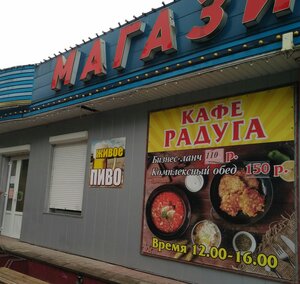 МАГАЗИ
КАФЕ
РАДУГА
Бизнес-ланч 110 р.
Комплексный обед - 150 р.
Время 12.00-16.00
живое
ПИВО